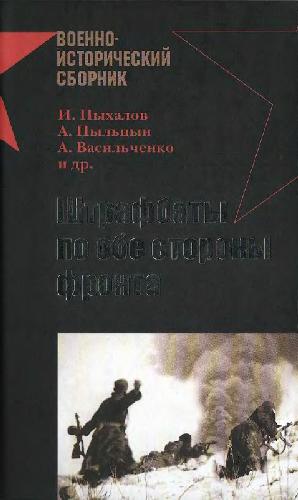 ВОЕННО-
ИСТОРИЧЕСКИЙ
СБОРНИК
И. Пыхалов
А. Пыльцын
А. Васильченко
и др.
Штрафбаты
по обе стороны
фронта